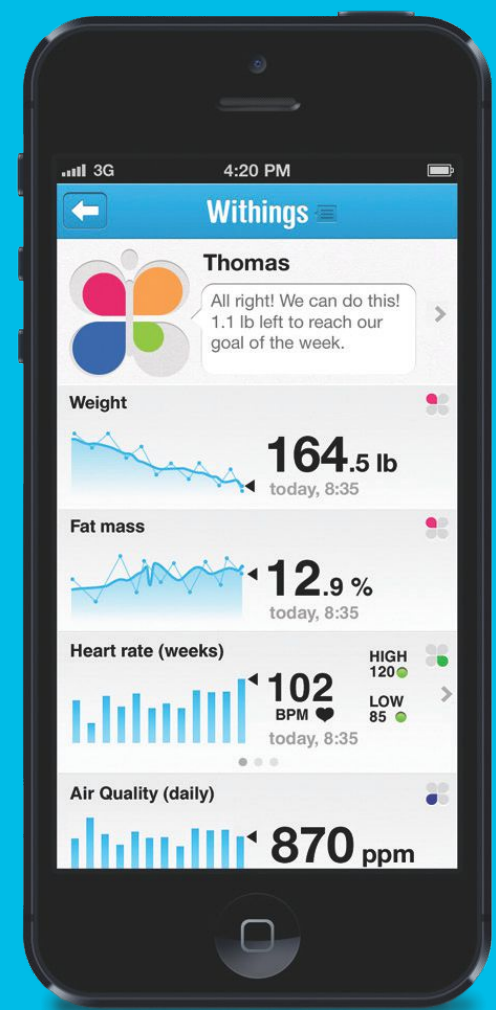 3G 4:20 PM
Withings
Thomas
All right! We can do this!
1.1 lb left to reach our
goal of the week.
Weight
164.5 lb
today, 8:35
Fat mass
12.9 %
today, 8:35
Heart rate (weeks)
102
BPM
today, 8:35
HIGH
120
LOW
85
Air Quality (daily)
870 ppm